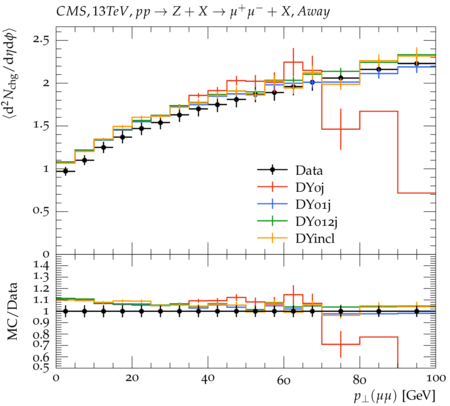 CMS, 13TeV, pp → Z + X → μ⁺μ⁻ + X, Away
⟨d²N_chg/dηdϕ⟩
2.5
2
1.5
1
0.5
0
Data
DY0j
DY01j
DY012j
DYincl
MC/Data
1.4
1.3
1.2
1.1
1
0.9
0.8
0.7
0.6
0.5
0 20 40 60 80 100
p⊥(μμ) [GeV]